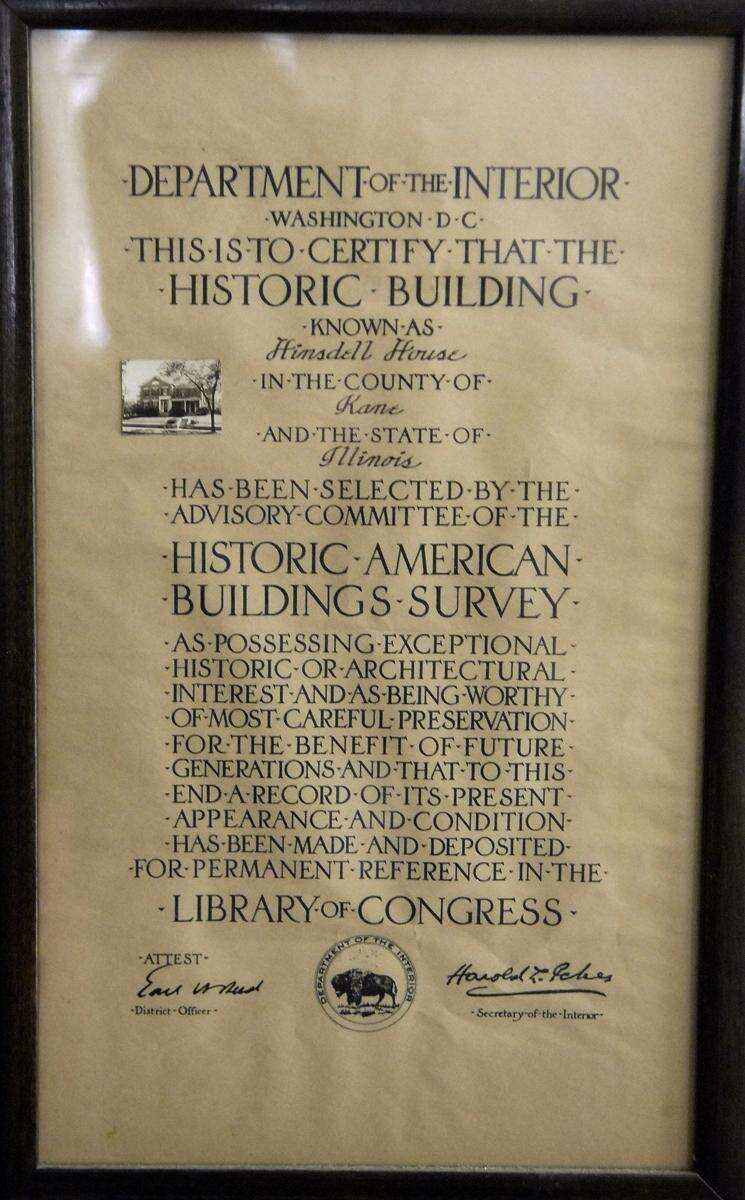 ·DEPARTMENT·OF·THE·INTERIOR·
·WASHINGTON·D·C·
·THIS·IS·TO·CERTIFY·THAT·THE·
·HISTORIC·BUILDING·
·KNOWN·AS·
Hinsdell House
·IN·THE·COUNTY·OF·
Kane
·AND·THE·STATE·OF·
Illinois
·HAS·BEEN·SELECTED·BY·THE·
·ADVISORY·COMMITTEE·OF·THE·
·HISTORIC·AMERICAN·
·BUILDINGS·SURVEY·
·AS·POSSESSING·EXCEPTIONAL·
·HISTORIC·OR·ARCHITECTURAL·
·INTEREST·AND·AS·BEING·WORTHY·
·OF·MOST·CAREFUL·PRESERVATION·
·FOR·THE·BENEFIT·OF·FUTURE·
·GENERATIONS·AND·THAT·TO·THIS·
·END·A·RECORD·OF·ITS·PRESENT·
·APPEARANCE·AND·CONDITION·
·HAS·BEEN·MADE·AND·DEPOSITED·
·FOR·PERMANENT·REFERENCE·IN·THE·
·LIBRARY·OF·CONGRESS·
·ATTEST·
Earl H Reed
·District·Officer·
DEPARTMENT OF THE INTERIOR
Harold L. Ickes
·Secretary·of·the·Interior·